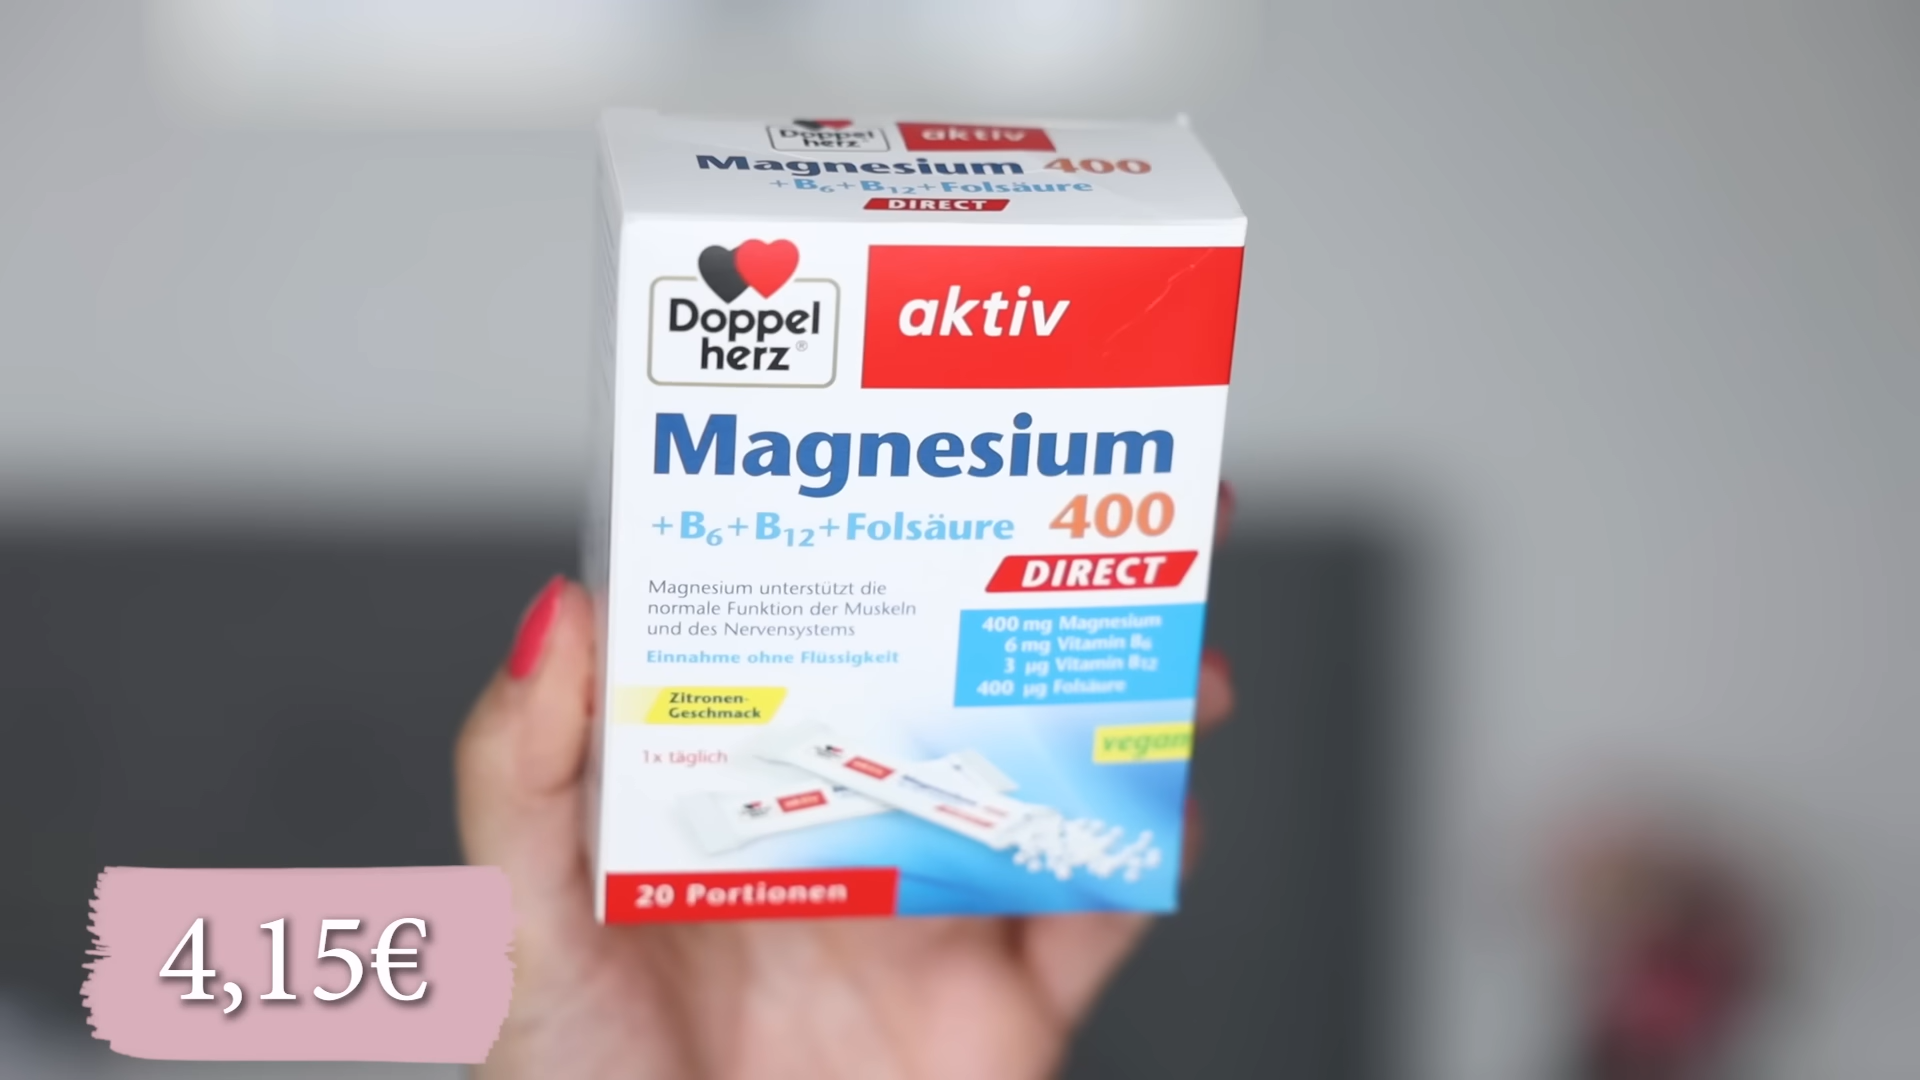 Doppel
herz
aktiv
Magnesium 400
+B6+B12+Folsäure
DIRECT
Doppel
herz®
aktiv
Magnesium
+B6+B12+Folsäure 400
DIRECT
Magnesium unterstützt die
normale Funktion der Muskeln
und des Nervensystems
Einnahme ohne Flüssigkeit
400 mg Magnesium
6 mg Vitamin B6
3 µg Vitamin B12
400 µg Folsäure
Zitronen-
Geschmack
1x täglich
vegan
20 Portionen
4,15€